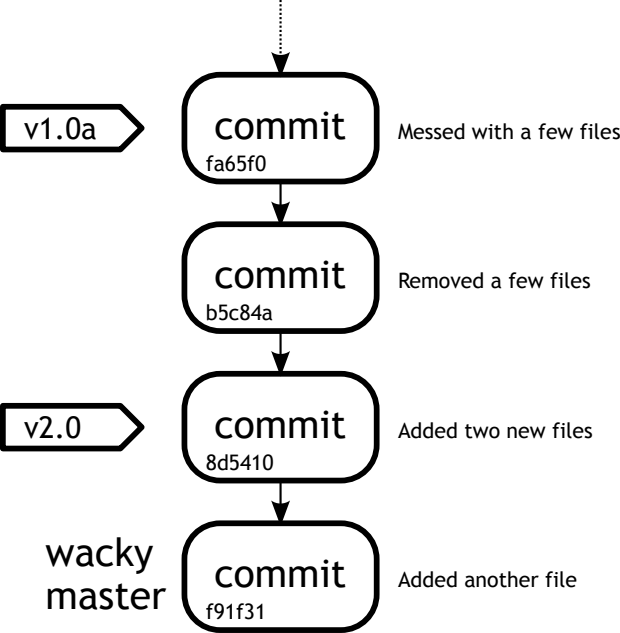 v1.0a
commit
fa65f0
Messed with a few files
commit
b5c84a
Removed a few files
v2.0
commit
8d5410
Added two new files
wacky
master
commit
f91f31
Added another file